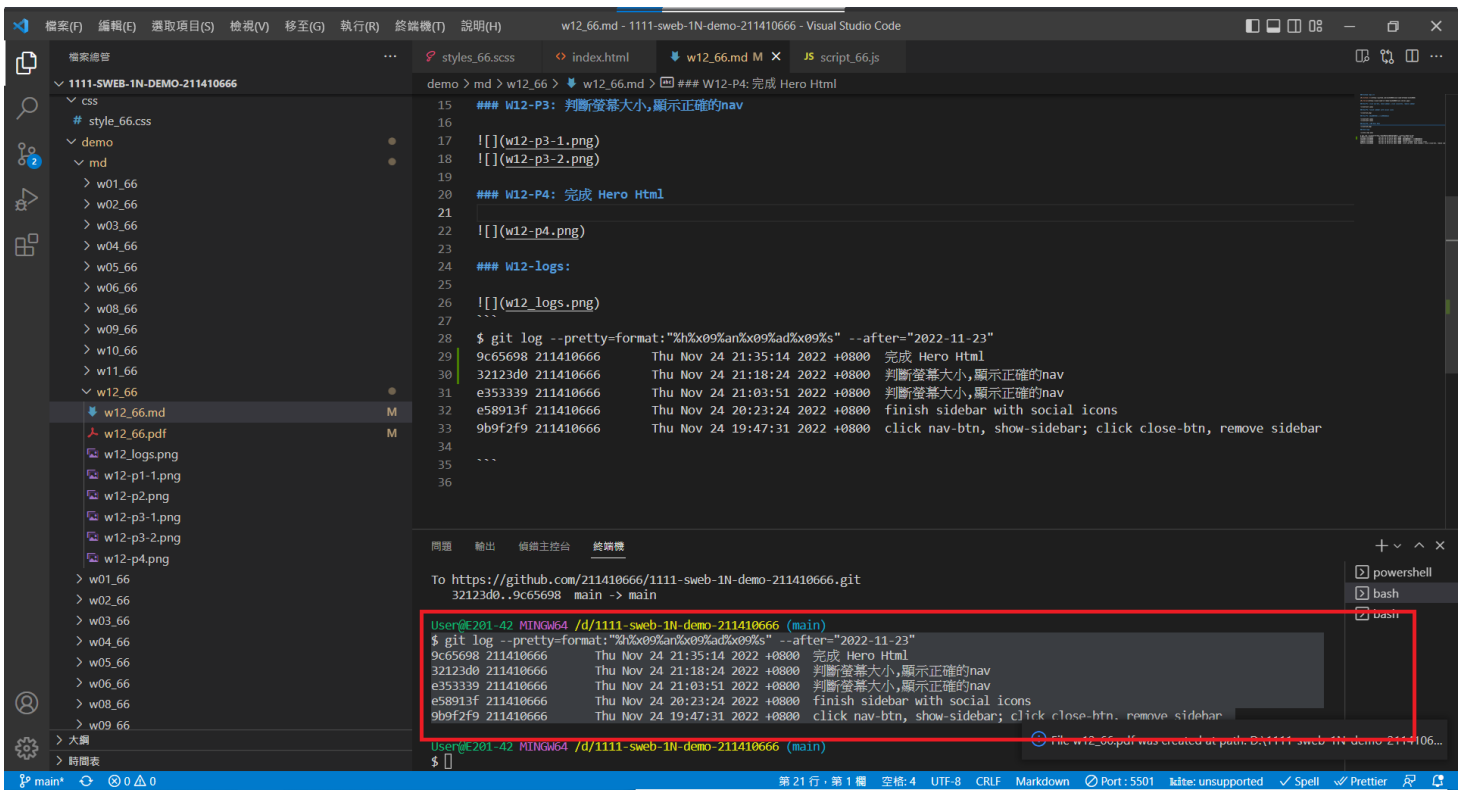 檔案(F) 編輯(E) 選取項目(S) 檢視(V) 移至(G) 執行(R) 終端機(T) 說明(H) w12_66.md - 1111-sweb-1N-demo-211410666 - Visual Studio Code
檔案總管 ···
1111-SWEB-1N-DEMO-211410666
css
# style_66.css
demo
md
w01_66
w02_66
w03_66
w04_66
w05_66
w06_66
w08_66
w09_66
w10_66
w11_66
w12_66
w12_66.md M
w12_66.pdf M
w12_logs.png
w12-p1-1.png
w12-p2.png
w12-p3-1.png
w12-p3-2.png
w12-p4.png
w01_66
w02_66
w03_66
w04_66
w05_66
w06_66
w08_66
w09_66
大綱
時間表
2
styles_66.scss <> index.html w12_66.md M × JS script_66.js
demo > md > w12_66 > w12_66.md > ### W12-P4: 完成 Hero Html
15 ### W12-P3: 判斷螢幕大小,顯示正確的nav
16
17 ![](w12-p3-1.png)
18 ![](w12-p3-2.png)
19
20 ### W12-P4: 完成 Hero Html
21
22 ![](w12-p4.png)
23
24 ### W12-logs:
25
26 ![](w12_logs.png)
27 ```
28 $ git log --pretty=format:"%h%x09%an%x09%ad%x09%s" --after="2022-11-23"
29 9c65698 211410666 Thu Nov 24 21:35:14 2022 +0800 完成 Hero Html
30 32123d0 211410666 Thu Nov 24 21:18:24 2022 +0800 判斷螢幕大小,顯示正確的nav
31 e353339 211410666 Thu Nov 24 21:03:51 2022 +0800 判斷螢幕大小,顯示正確的nav
32 e58913f 211410666 Thu Nov 24 20:23:24 2022 +0800 finish sidebar with social icons
33 9b9f2f9 211410666 Thu Nov 24 19:47:31 2022 +0800 click nav-btn, show-sidebar; click close-btn, remove sidebar
34
35 ```
36
問題 輸出 偵錯主控台 終端機
To https://github.com/211410666/1111-sweb-1N-demo-211410666.git
32123d0..9c65698 main -> main
User@E201-42 MINGW64 /d/1111-sweb-1N-demo-211410666 (main)
$ git log --pretty=format:"%h%x09%an%x09%ad%x09%s" --after="2022-11-23"
9c65698 211410666 Thu Nov 24 21:35:14 2022 +0800 完成 Hero Html
32123d0 211410666 Thu Nov 24 21:18:24 2022 +0800 判斷螢幕大小,顯示正確的nav
e353339 211410666 Thu Nov 24 21:03:51 2022 +0800 判斷螢幕大小,顯示正確的nav
e58913f 211410666 Thu Nov 24 20:23:24 2022 +0800 finish sidebar with social icons
9b9f2f9 211410666 Thu Nov 24 19:47:31 2022 +0800 click nav-btn, show-sidebar; click close-btn, remove sidebar
User@E201-42 MINGW64 /d/1111-sweb-1N-demo-211410666 (main)
$
powershell
bash
bash
File w12_66.pdf was created at path: D:\1111-sweb-1N-demo-2114106...
main* 0 0 第 21 行,第 1 欄 空格: 4 UTF-8 CRLF Markdown Port : 5501 kite: unsupported Spell Prettier